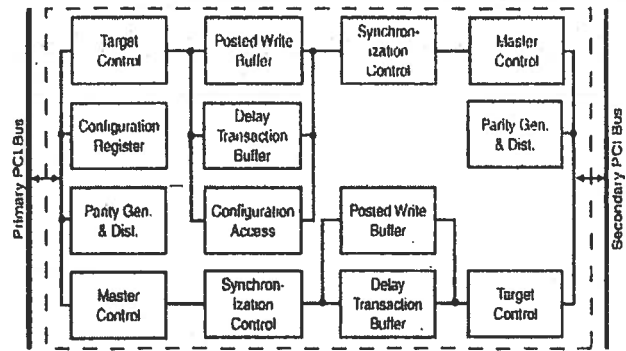 Primary PCI Bus
Target
Control
Posted Write
Buffer
Synchron-
ization
Control
Master
Control
Configuration
Register
Delay
Transaction
Buffer
Parity Gen.
& Dist.
Parity Gen.
& Dist.
Configuration
Access
Posted Write
Buffer
Master
Control
Synchron-
ization
Control
Delay
Transaction
Buffer
Target
Control
Secondary PCI Bus